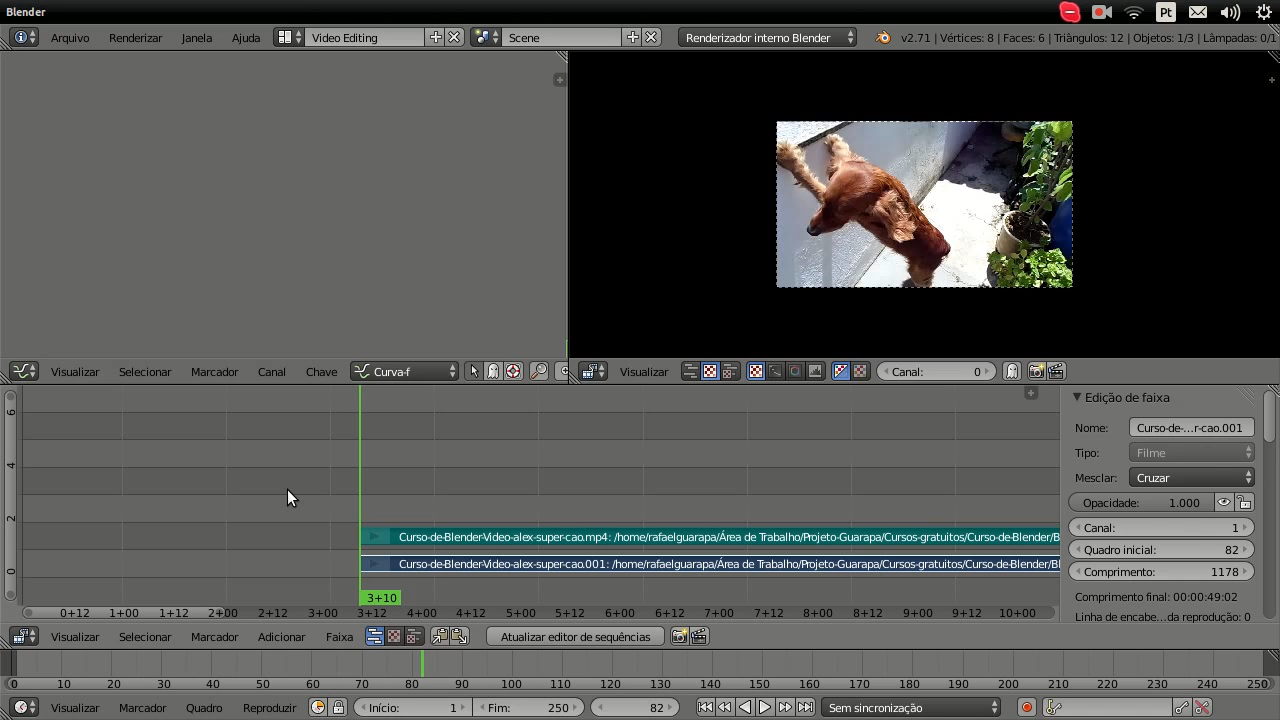 Blender
Pt
Arquivo Renderizar Janela Ajuda Video Editing Scene Renderizador interno Blender v2.71 | Vértices: 8 | Faces: 6 | Triângulos: 12 | Objetos: 1/3 | Lâmpadas: 0/1
Visualizar Selecionar Marcador Canal Chave Curva-f Visualizar Canal: 0
Edição de faixa
Nome: Curso-de-...r-cao.001
Tipo: Filme
Mesclar: Cruzar
Opacidade: 1.000
Canal: 1
Quadro inicial: 82
Comprimento: 1178
Comprimento final: 00:00:49:02
Linha de encabe...da reprodução: 0
6
4
2
0
Curso-de-Blender-Video-alex-super-cao.mp4: /home/rafaelguarapa/Área de Trabalho/Projeto-Guarapa/Cursos-gratuitos/Curso-de-Blender/B
Curso-de-Blender-Video-alex-super-cao.001: /home/rafaelguarapa/Área de Trabalho/Projeto-Guarapa/Cursos-gratuitos/Curso-de-Blender/Bl
3+10
0+12 1+00 1+12 2+00 2+12 3+00 3+12 4+00 4+12 5+00 5+12 6+00 6+12 7+00 7+12 8+00 8+12 9+00 9+12 10+00
Visualizar Selecionar Marcador Adicionar Faixa Atualizar editor de sequências
0 10 20 30 40 50 60 70 80 90 100 110 120 130 140 150 160 170 180 190 200 210 220 230 240 250
Visualizar Marcador Quadro Reproduzir Início: 1 Fim: 250 82 Sem sincronização